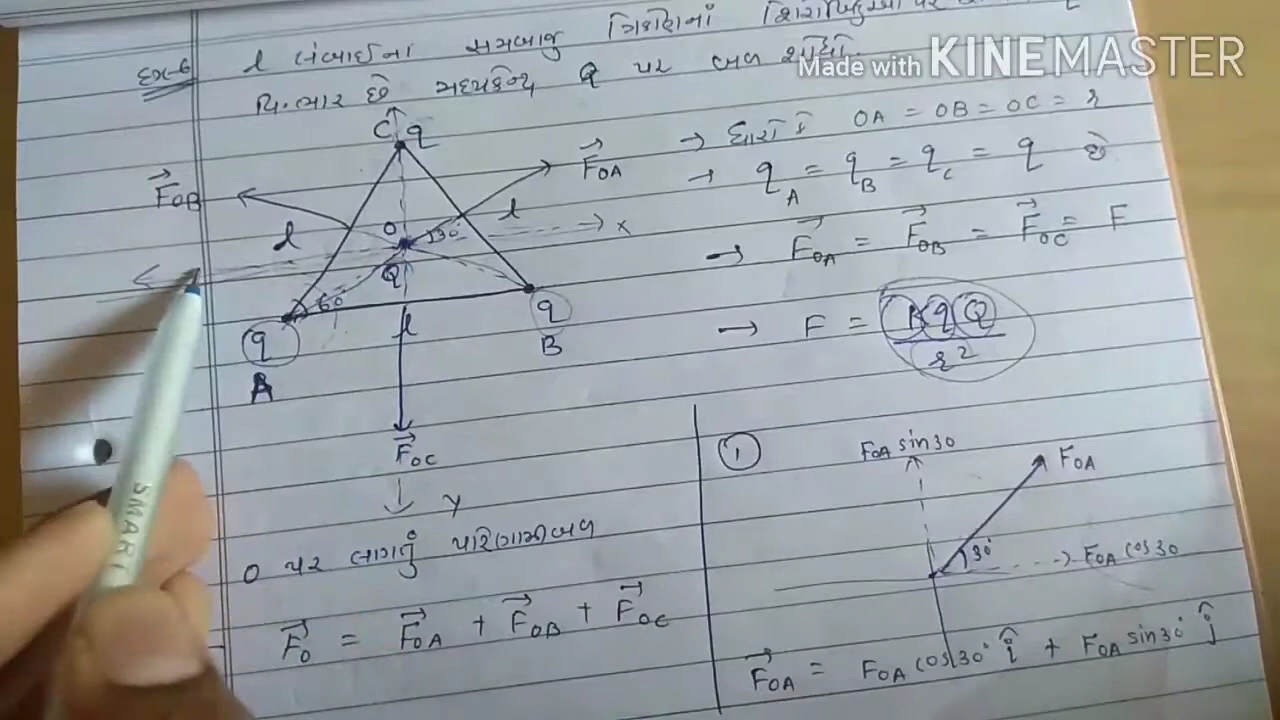 Made with KINEMASTER
Ex-6 l લંબાઈના સમબાજુ ત્રિકોણનાં શિરોબિંદુઓ પર
વિ.ભાર છે મધ્યકેન્દ્ર Q પર બળ શોધો.
C q
F⃗OA
→ ધારો કે OA = OB = OC = r
F⃗OB
→ qA = qB = qC = q છે
l O 30° l → x
→ F⃗OA = F⃗OB = F⃗OC = F
Q
60
q A
l
q B
→ F = KqQ / r²
F⃗OC
y
① FOA sin30
FOA
30°
FOA cos30
O પર લાગતું પરિણામી બળ
F⃗O = F⃗OA + F⃗OB + F⃗OC
F⃗OA = FOA cos30° î + FOA sin30° ĵ
SMART